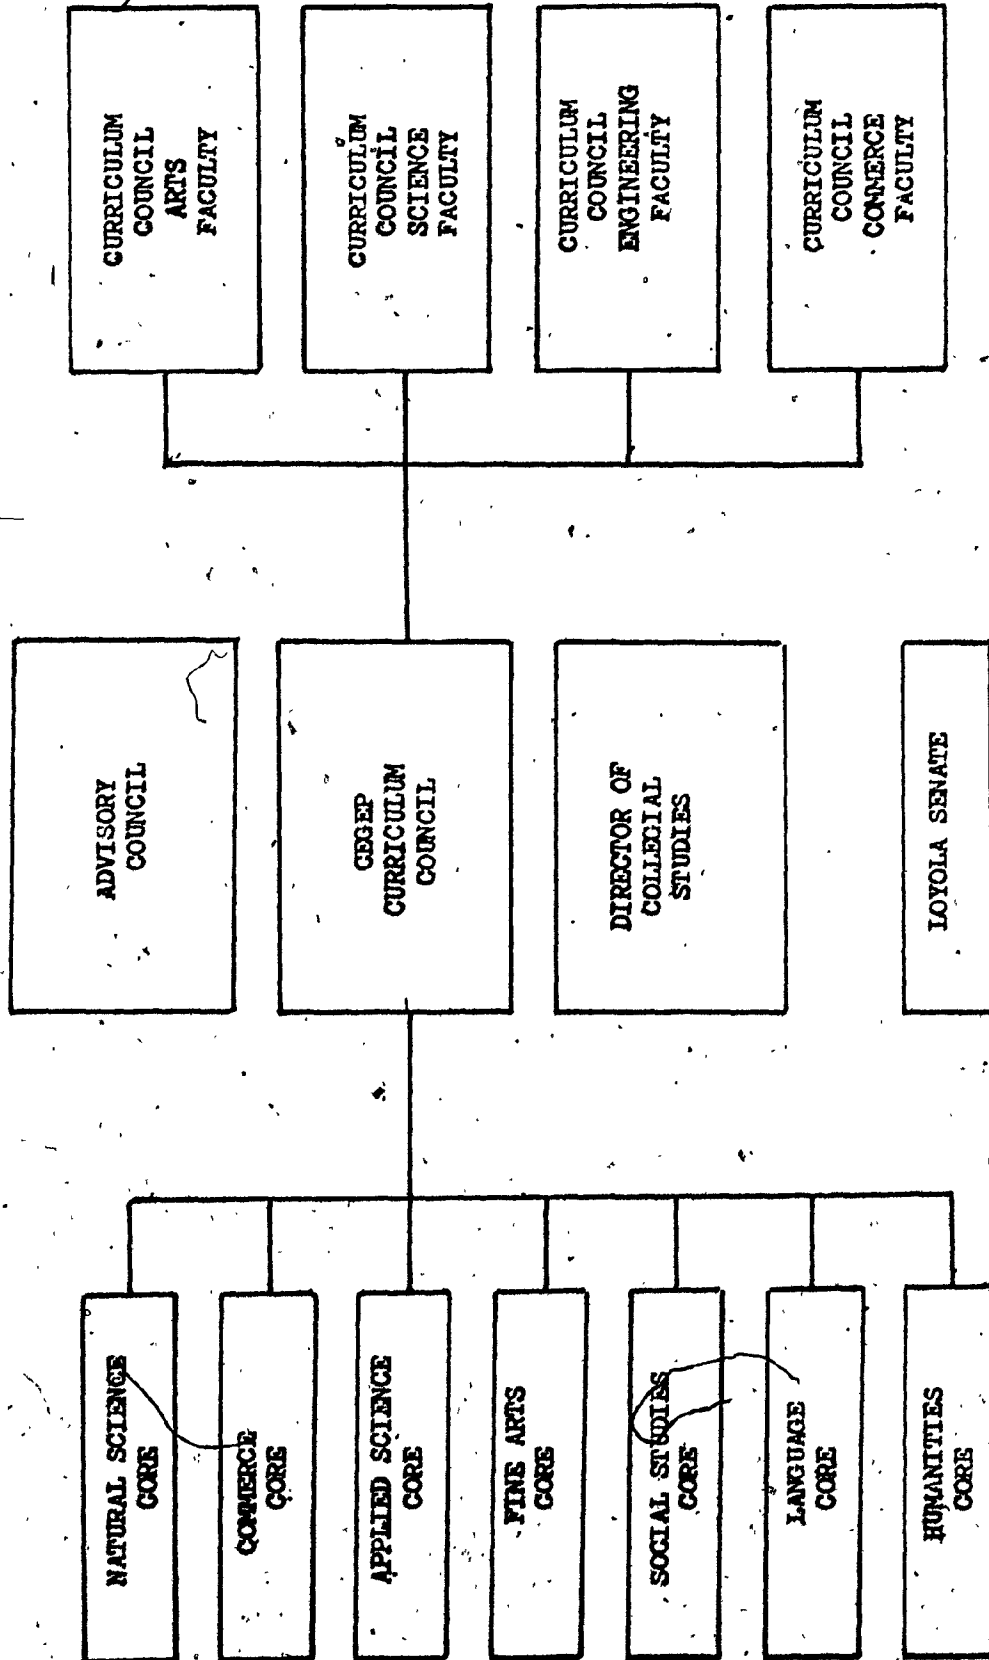 CURRICULUM
COUNCIL
ARTS
FACULTY
CURRICULUM
COUNCIL
SCIENCE
FACULTY
CURRICULUM
COUNCIL
ENGINEERING
FACULTY
CURRICULUM
COUNCIL
COMMERCE
FACULTY
ADVISORY
COUNCIL
CEGEP
CURRICULUM
COUNCIL
DIRECTOR OF
COLLEGIAL
STUDIES
LOYOLA SENATE
NATURAL SCIENCE
CORE
COMMERCE
CORE
APPLIED SCIENCE
CORE
FINE ARTS
CORE
SOCIAL STUDIES
CORE
LANGUAGE
CORE
HUMANITIES
CORE